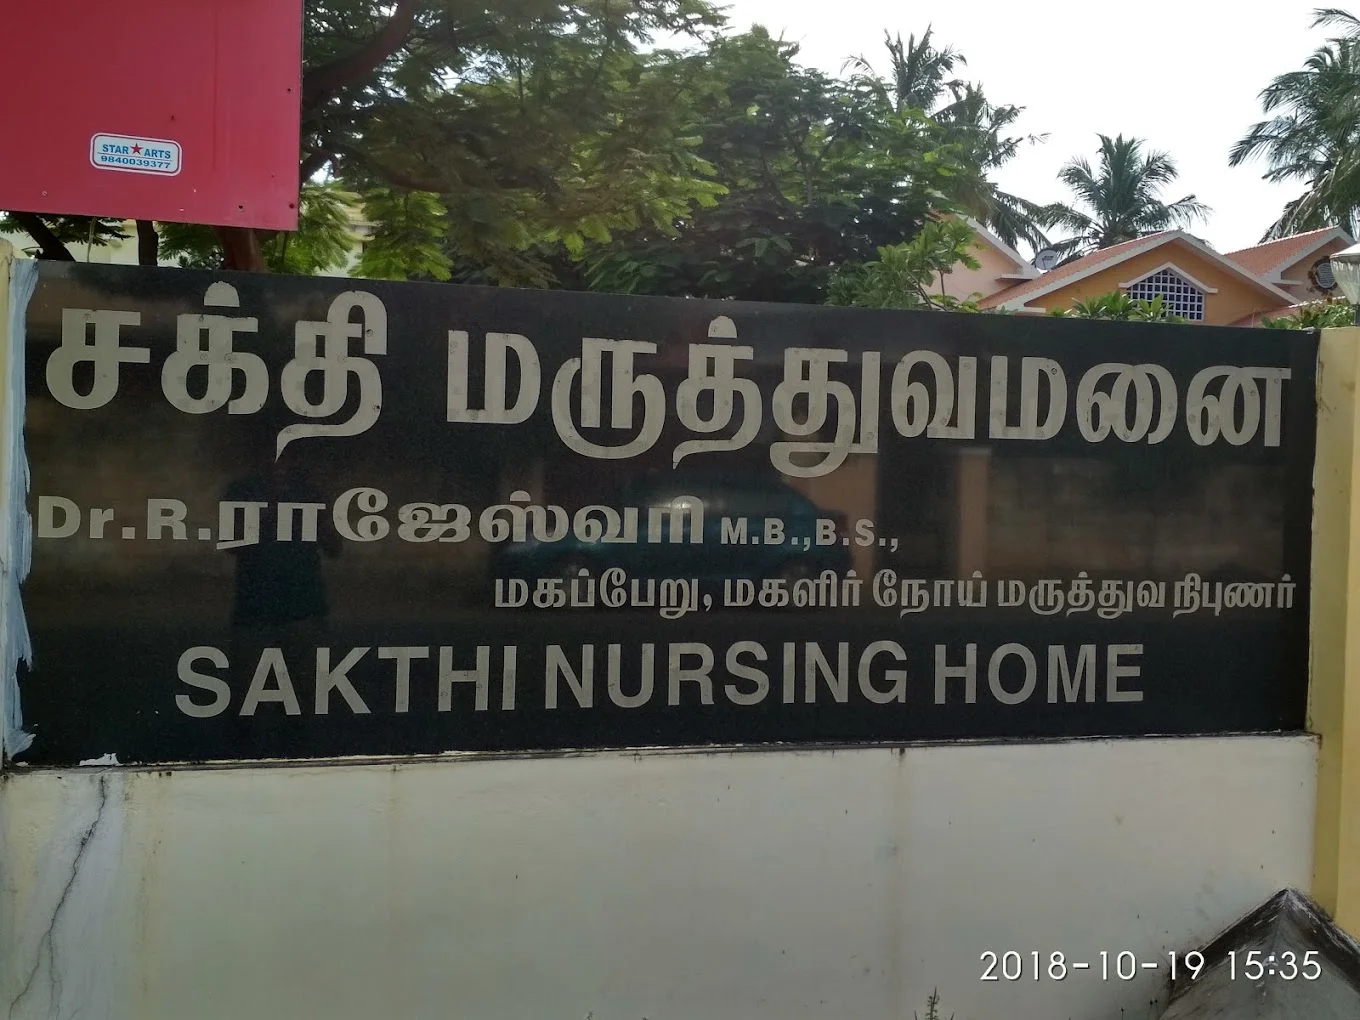 STAR ★ ARTS
9840039377
சக்தி மருத்துவமனை
Dr.R.ராஜேஸ்வரி M.B.,B.S.,
மகப்பேறு, மகளிர் நோய் மருத்துவ நிபுணர்
SAKTHI NURSING HOME
2018-10-19 15:35